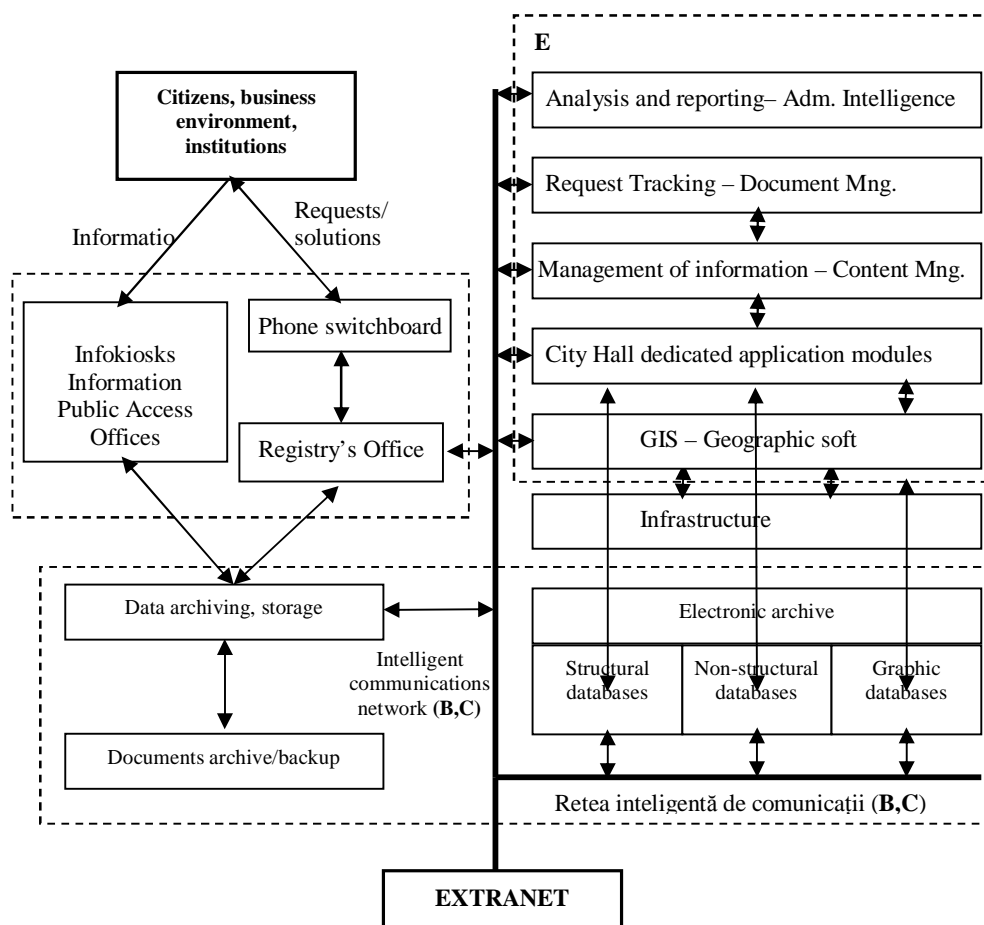 E
Citizens, business
environment,
institutions
Analysis and reporting– Adm. Intelligence
Request Tracking – Document Mng.
Requests/
solutions
Informatio
Management of information – Content Mng.
Phone switchboard
City Hall dedicated application modules
Infokiosks
Information
Public Access
Offices
Registry's Office
GIS – Geographic soft
Infrastructure
Data archiving, storage
Electronic archive
Intelligent
communications
network (B,C)
Structural
databases
Non-structural
databases
Graphic
databases
Documents archive/backup
Retea inteligentă de comunicații (B,C)
EXTRANET